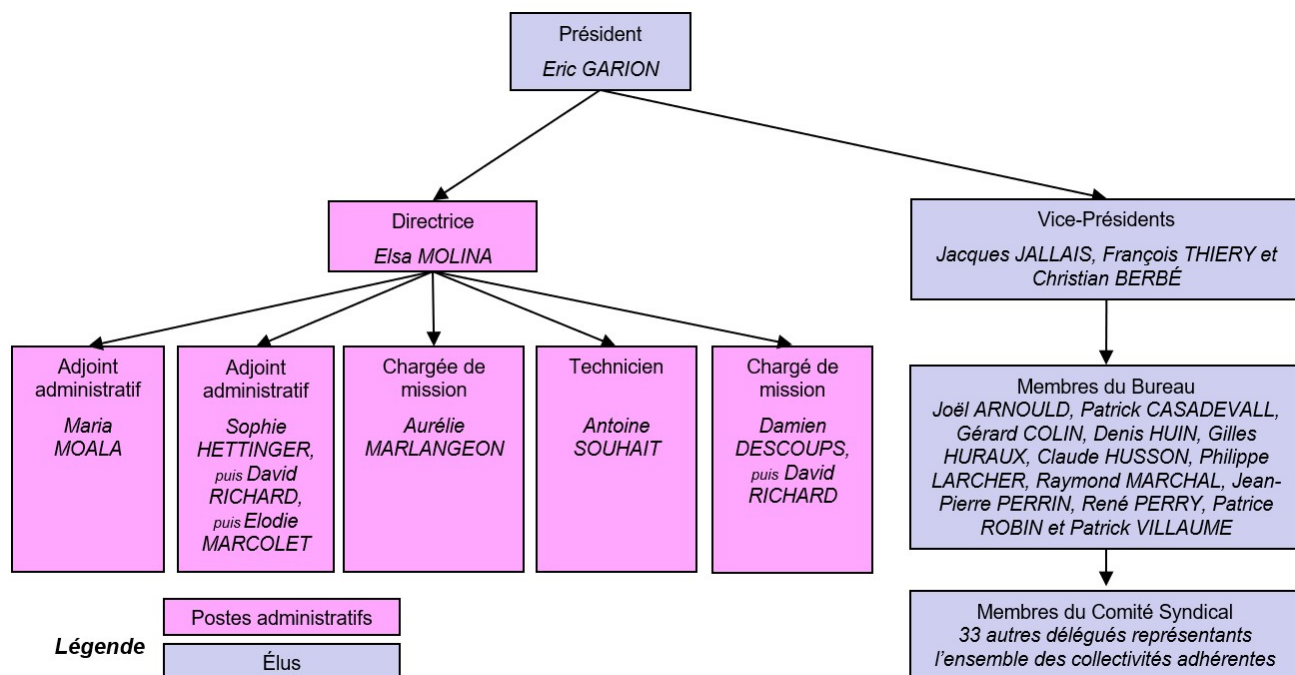 Président
Eric GARION
Directrice
Elsa MOLINA
Vice-Présidents
Jacques JALLAIS, François THIERY et
Christian BERBÉ
Adjoint
administratif
Maria
MOALA
Adjoint
administratif
Sophie
HETTINGER,
puis David
RICHARD,
puis Elodie
MARCOLET
Chargée de
mission
Aurélie
MARLANGEON
Technicien
Antoine
SOUHAIT
Chargé de
mission
Damien
DESCOUPS,
puis David
RICHARD
Membres du Bureau
Joël ARNOULD, Patrick CASADEVALL,
Gérard COLIN, Denis HUIN, Gilles
HURAUX, Claude HUSSON, Philippe
LARCHER, Raymond MARCHAL, Jean-
Pierre PERRIN, René PERRY, Patrice
ROBIN et Patrick VILLAUME
Membres du Comité Syndical
33 autres délégués représentants
l'ensemble des collectivités adhérentes
Légende
Postes administratifs
Élus